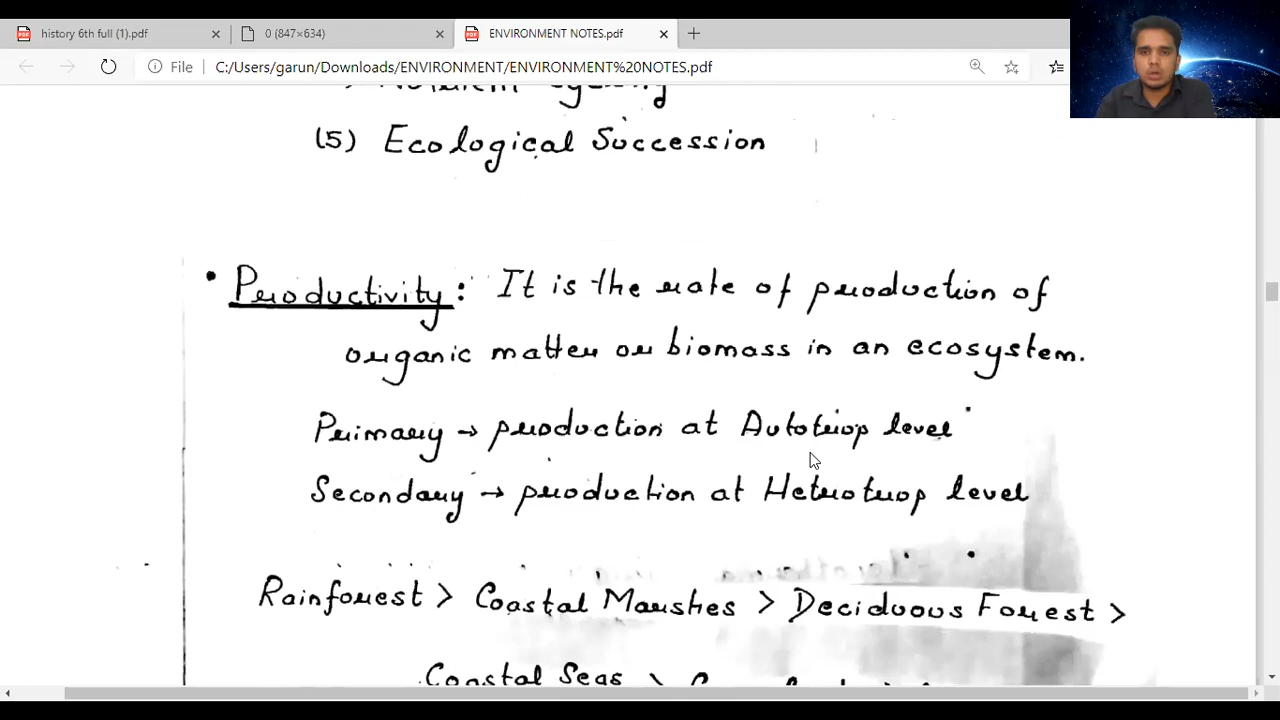 history 6th full (1).pdf
0 (847×634)
ENVIRONMENT NOTES.pdf
File C:/Users/garun/Downloads/ENVIRONMENT/ENVIRONMENT%20NOTES.pdf
Nutrient Cycling
(5) Ecological Succession
• Productivity : It is the rate of production of
organic matter or biomass in an ecosystem.
Primary → production at Autotrop level
Secondary → production at Heterotrop level
Rainforest > Coastal Marshes > Deciduous Forest >
Coastal Seas >